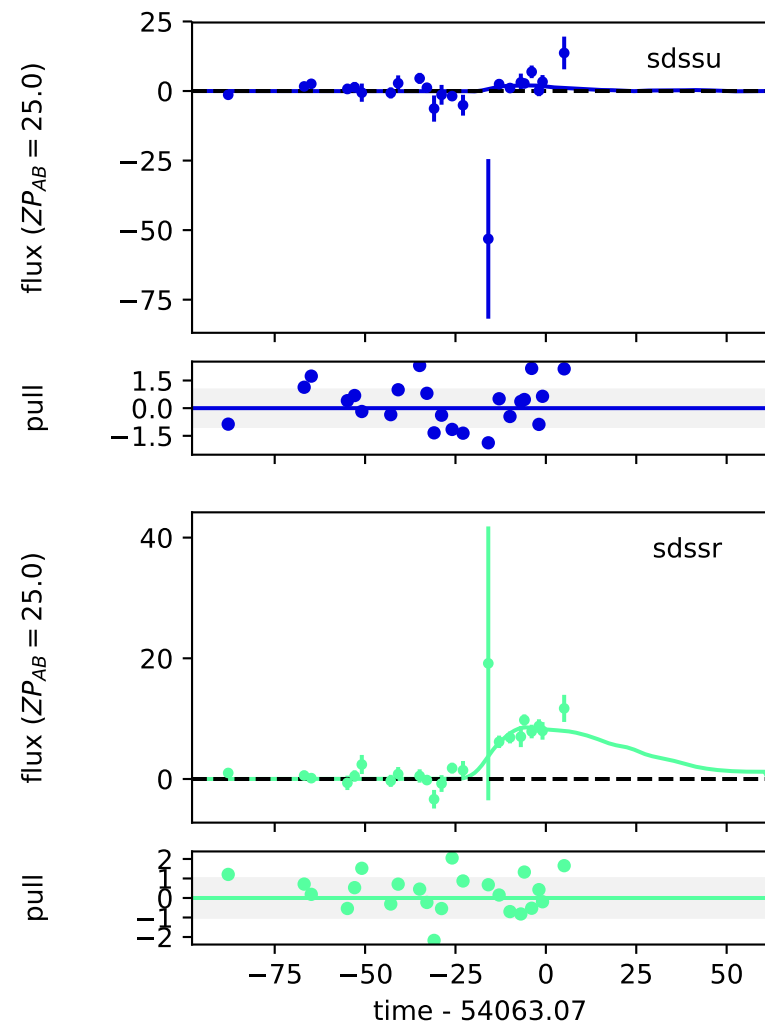 25
0
−25
−50
−75
flux (ZP_AB = 25.0)
sdssu
1.5
0.0
−1.5
pull
40
20
0
flux (ZP_AB = 25.0)
sdssr
2
1
0
−1
−2
pull
−75 −50 −25 0 25 50
time - 54063.07